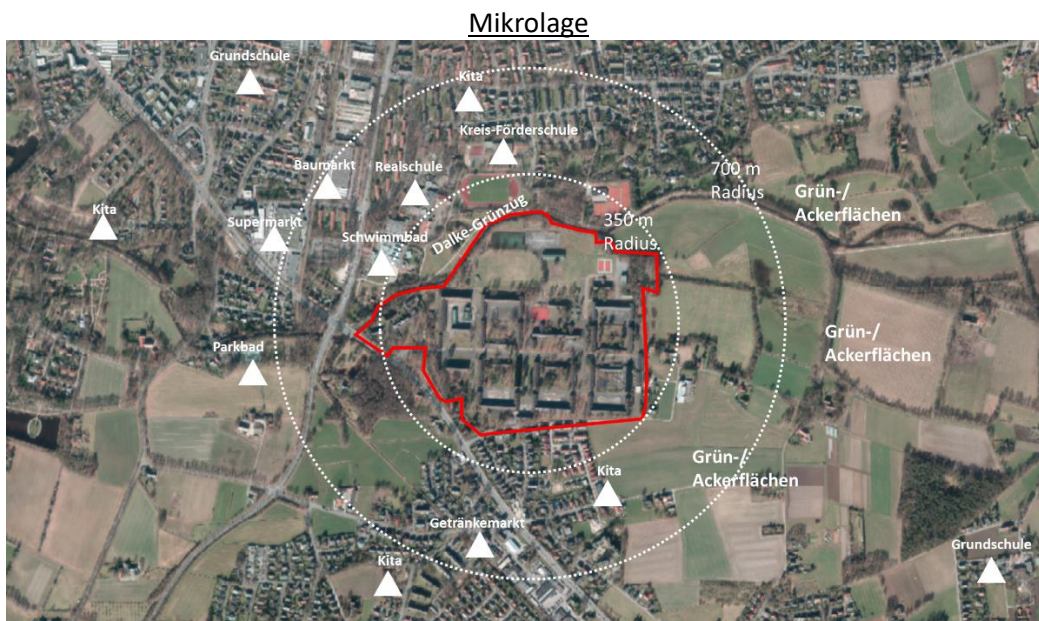 Mikrolage
Grundschule
Kita
Kreis-Förderschule
Baumarkt
Realschule
700 m
Radius
Grün-/
Ackerflächen
Kita
Supermarkt
Schwimmbad
Dalke-Grünzug
350 m
Radius
Parkbad
Grün-/
Ackerflächen
Grün-/
Ackerflächen
Kita
Getränkemarkt
Kita
Grundschule